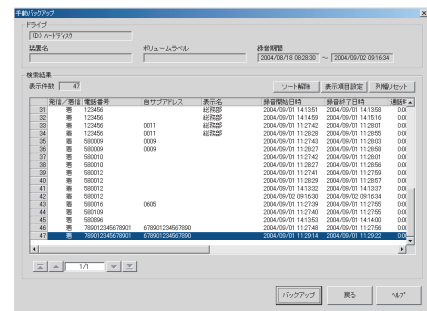 手動バックアップ
ドライブ
(D:) ハードディスク
装置名 ボリュームラベル 録音期間
2004/08/18 082830 ～ 2004/09/02 091634
検索結果
表示件数 47 ソート解除 表示項目設定 列幅リセット
発信/着信 電話番号 自サブアドレス 表示名 録音開始日時 録音終了日時
31 着 123456 総務部 2004/09/01 14:13:51 2004/09/01 14:13:58
32 着 123456 総務部 2004/09/01 14:14:59 2004/09/01 14:15:16
33 着 123456 0011 総務部 2004/09/01 11:27:42 2004/09/01 11:28:01
34 着 123456 0011 総務部 2004/09/01 11:28:28 2004/09/01 11:28:55
35 着 580009 0009 2004/09/01 11:27:43 2004/09/01 11:28:03
36 着 580009 0009 2004/09/01 11:28:27 2004/09/01 11:28:58
37 着 580010 2004/09/01 11:27:42 2004/09/01 11:28:01
38 着 580010 2004/09/01 11:28:27 2004/09/01 11:28:56
39 着 580012 2004/09/01 11:27:41 2004/09/01 11:27:59
40 着 580012 2004/09/01 11:28:29 2004/09/01 11:28:57
41 着 580012 2004/09/01 14:13:32 2004/09/01 14:13:37
42 着 580012 2004/09/02 09:16:30 2004/09/02 09:16:34
43 着 580016 0605 2004/09/01 11:27:39 2004/09/01 11:27:55
44 着 580109 2004/09/01 11:27:40 2004/09/01 11:27:55
45 着 580896 2004/09/01 14:13:53 2004/09/01 14:14:00
46 着 789012345678901 678901234567890 2004/09/01 11:27:48 2004/09/01 11:27:56
47 着 789012345678901 678901234567890 2004/09/01 11:29:14 2004/09/01 11:29:22
1/1
バックアップ 戻る ヘルプ